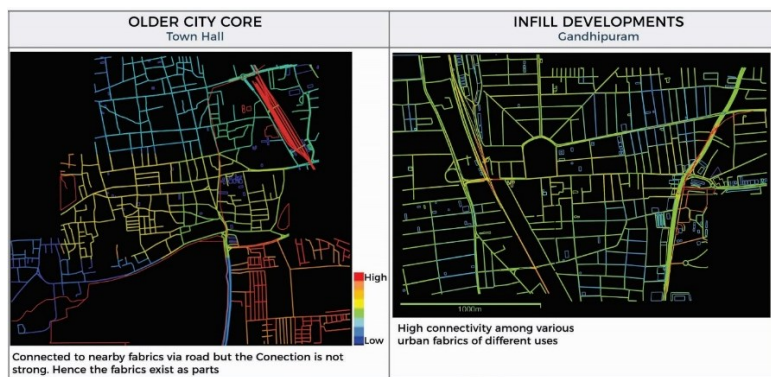 OLDER CITY CORE
Town Hall
INFILL DEVELOPMENTS
Gandhipuram
High
Low
1000m
Connected to nearby fabrics via road but the Conection is not
strong. Hence the fabrics exist as parts
High connectivity among various
urban fabrics of different uses